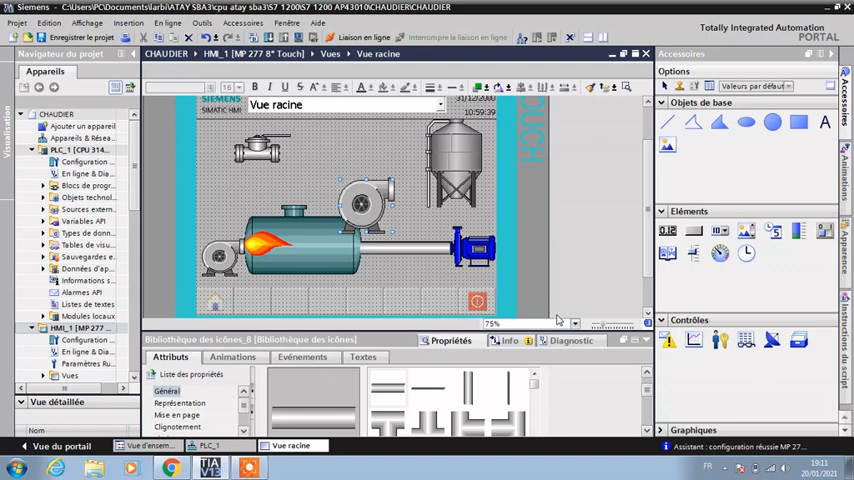 Siemens - C:\Users\PC\Documents\larbi\ATAY SBA3\cpu atay sba3\S7 1200\S7 1200 AP43010\CHAUDIER\CHAUDIER
Projet Edition Affichage Insertion En ligne Outils Accessoires Fenêtre Aide
Totally Integrated Automation
PORTAL
Enregistrer le projet
Liaison en ligne
Interrompre la liaison en ligne
Navigateur du projet
CHAUDIER
HMI_1 [MP 277 8" Touch]
Vues
Vue racine
Accessoires
Appareils
Options
16
Valeurs par défaut
Visualisation
CHAUDIER
Ajouter un appareil
Appareils & Résea...
PLC_1 [CPU 314...
Configuration ...
En ligne & Diag...
Blocs de progr...
Objets technol...
Sources extern...
Variables API
Types de donn...
Tables de visu...
Sauvegardes e...
Données d'ap...
Informations s...
Alarmes API
Listes de textes
Modules locaux
HMI_1 [MP 277 ...
Configuration ...
En ligne & Dia...
Paramètres Ru...
Vues
SIEMENS
SIMATIC HMI
Vue racine
31/12/2000
10:59:39
TOUCH
75%
Objets de base
A
Eléments
0.12
10
5
Contrôles
Graphiques
Accessoires
Animations
Apparence
Instructions du script
Bibliothèque des icônes_8 [Bibliothèque des icônes]
Propriétés
Info
Diagnostic
Attributs
Animations
Evénements
Textes
Liste des propriétés
Général
Représentation
Mise en page
Clignotement
Vue détaillée
Nom
Vue du portail
Vue d'ensem...
PLC_1
Vue racine
Assistant : configuration réussie MP 27...
TIA
V13
FR
19:11
20/01/2021